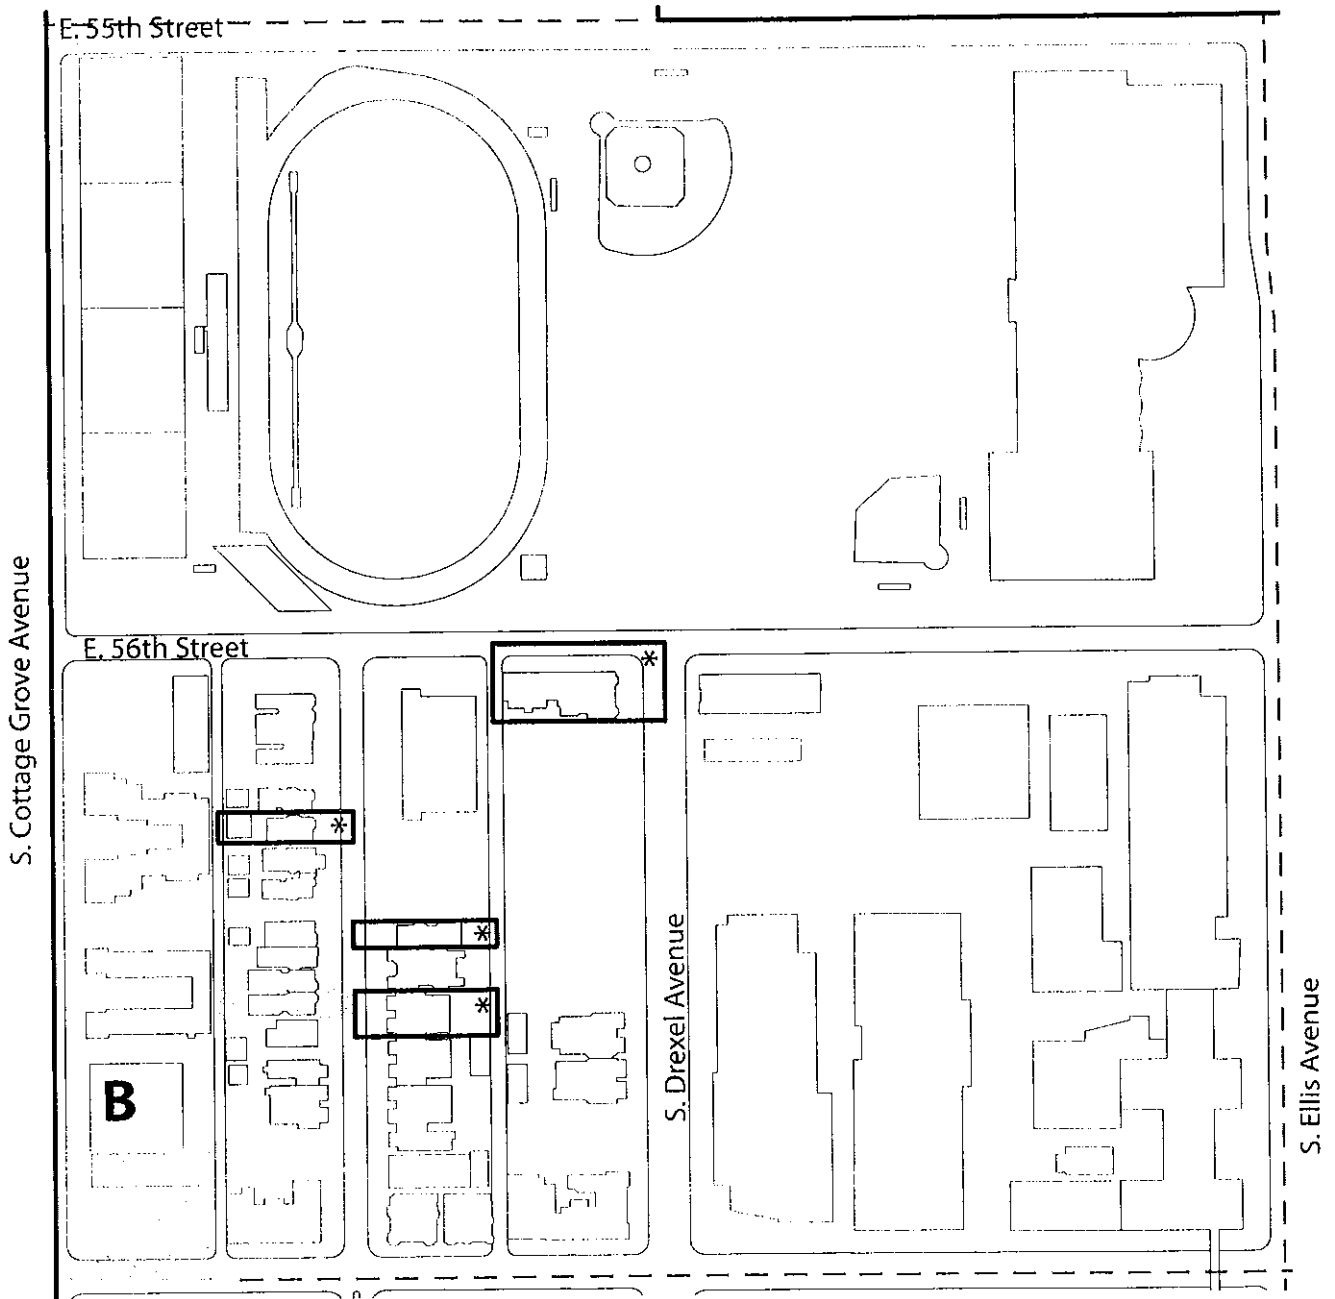 E. 55th Street
S. Cottage Grove Avenue
E. 56th Street
*
*
*
*
S. Drexel Avenue
B
S. Ellis Avenue